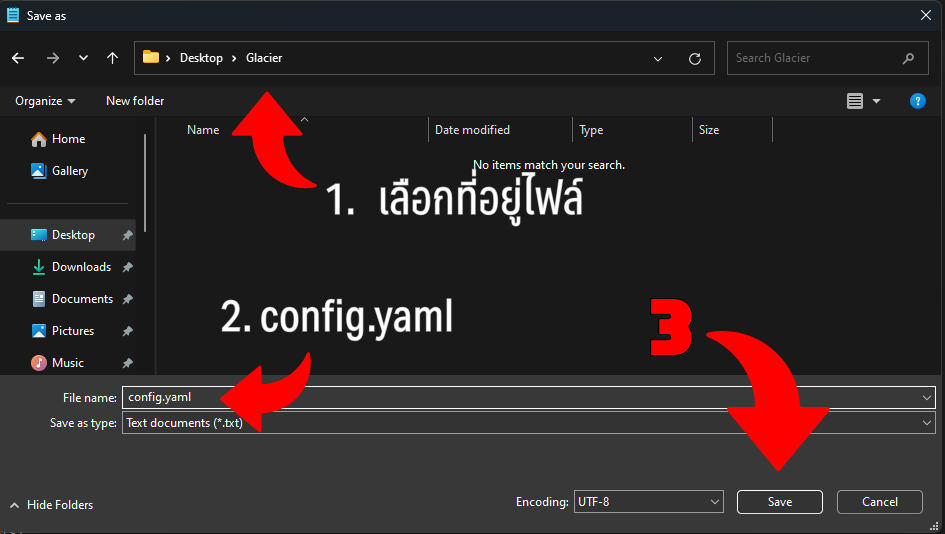 Save as
Desktop
Glacier
Search Glacier
Organize
New folder
Name
Date modified
Type
Size
Home
Gallery
No items match your search.
1. เลือกที่อยู่ไฟล์
Desktop
Downloads
Documents
Pictures
Music
2. config.yaml
3
File name:
config.yaml
Save as type:
Text documents (*.txt)
Hide Folders
Encoding:
UTF-8
Save
Cancel